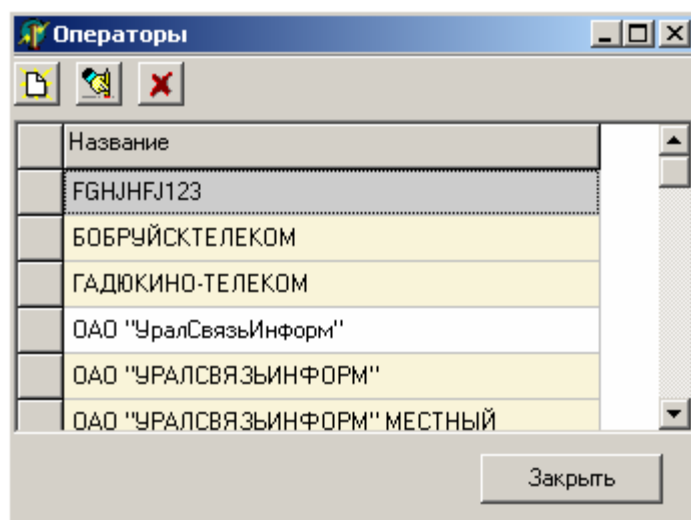 Операторы
Название
FGHJHFJ123
БОБРУЙСКТЕЛЕКОМ
ГАДЮКИНО-ТЕЛЕКОМ
ОАО "УралСвязьИнформ"
ОАО "УРАЛСВЯЗЬИНФОРМ"
ОАО "УРАЛСВЯЗЬИНФОРМ" МЕСТНЫЙ
Закрыть